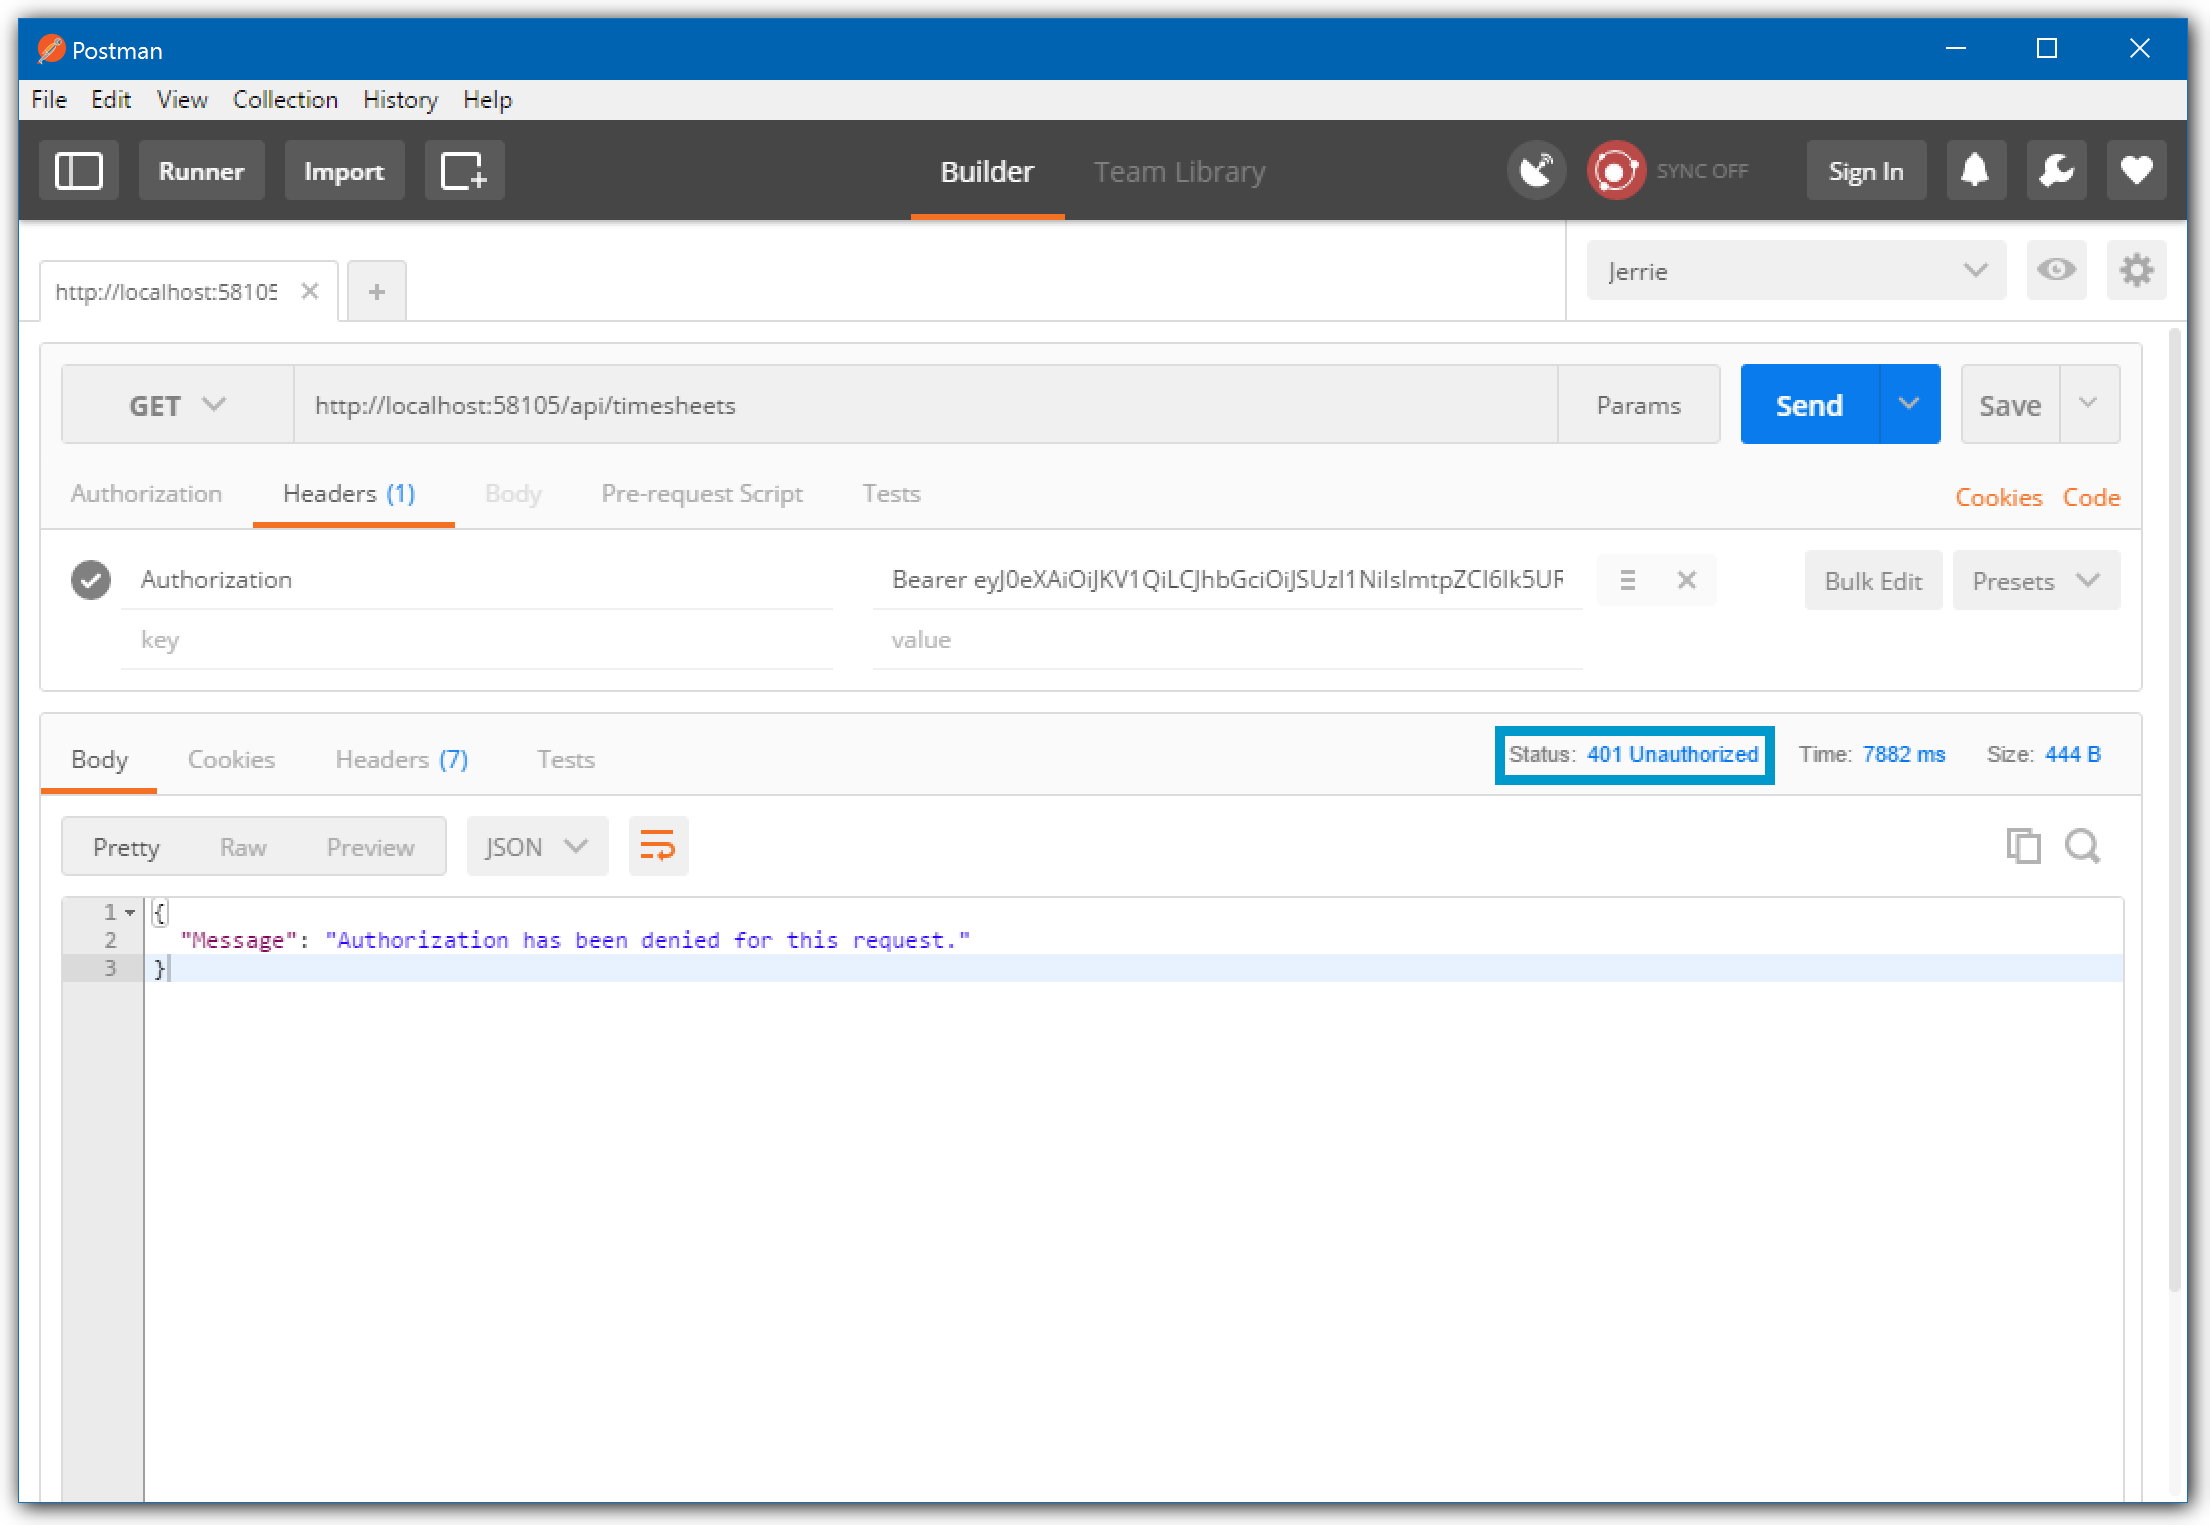 Postman
File Edit View Collection History Help
Runner Import Builder Team Library SYNC OFF Sign In
http://localhost:58105 Jerrie
GET http://localhost:58105/api/timesheets Params Send Save
Authorization Headers (1) Body Pre-request Script Tests Cookies Code
Authorization Bearer eyJ0eXAiOiJKV1QiLCJhbGciOiJSUzI1NiIsImtpZCI6Ik5UR Bulk Edit Presets
key value
Body Cookies Headers (7) Tests Status: 401 Unauthorized Time: 7882 ms Size: 444 B
Pretty Raw Preview JSON
1 {
2 "Message": "Authorization has been denied for this request."
3 }